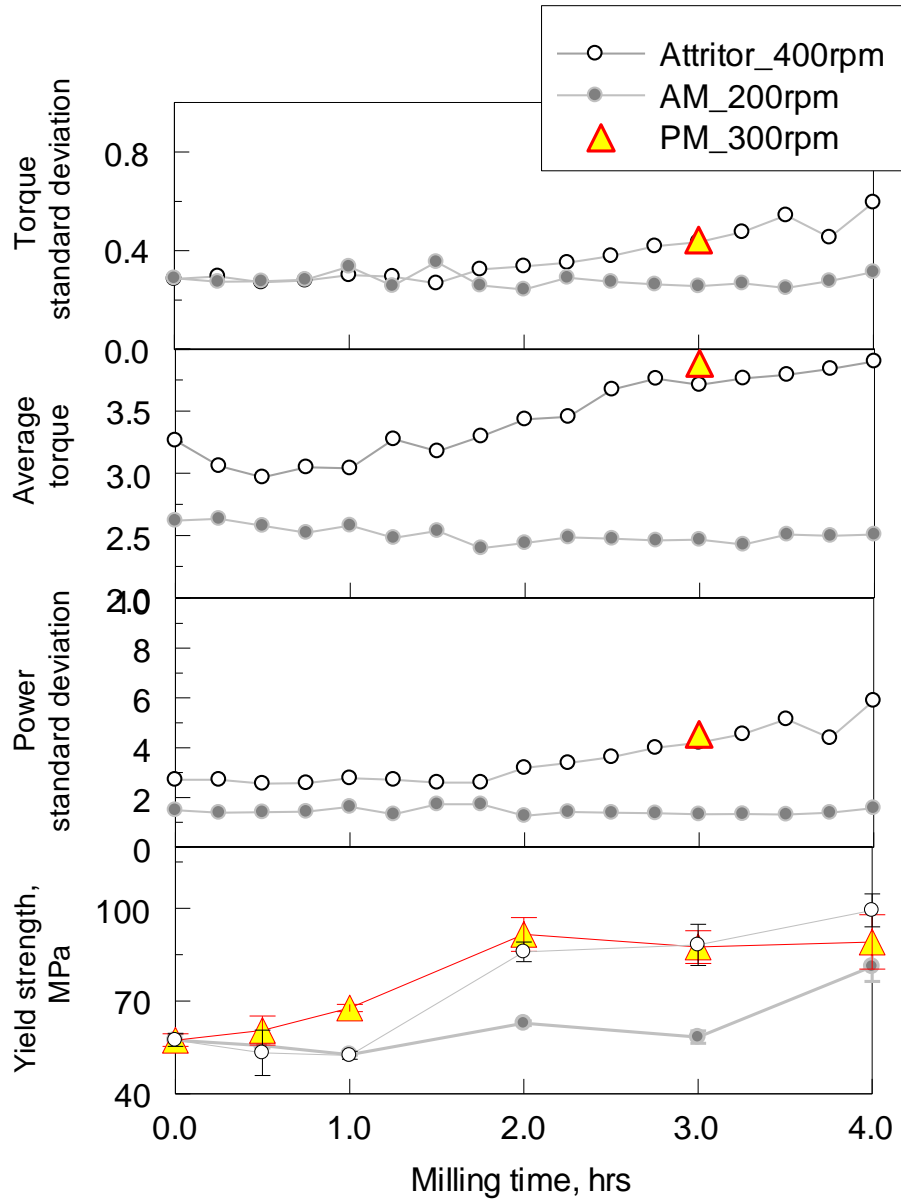 Attritor_400rpm
AM_200rpm
PM_300rpm
Torque
standard deviation
0.8
0.4
0.0
Average
torque
3.5
3.0
2.5
2.0
Power
standard deviation
10
8
6
4
2
0
Yield strength,
MPa
100
70
40
0.0 1.0 2.0 3.0 4.0
Milling time, hrs